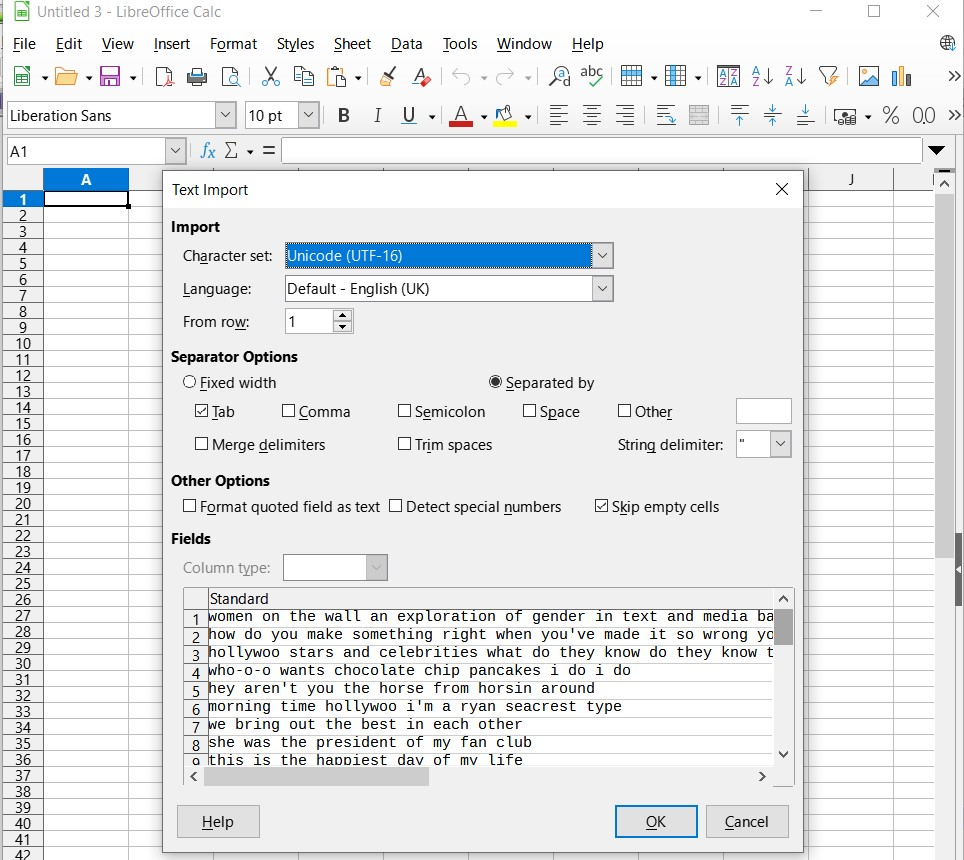 Untitled 3 - LibreOffice Calc
File Edit View Insert Format Styles Sheet Data Tools Window Help
abc
Liberation Sans 10 pt B I U A % 0.0
A1 fx Σ =
A J
Text Import
Import
Character set: Unicode (UTF-16)
Language: Default - English (UK)
From row: 1
Separator Options
Fixed width Separated by
Tab Comma Semicolon Space Other
Merge delimiters Trim spaces String delimiter: "
Other Options
Format quoted field as text Detect special numbers Skip empty cells
Fields
Column type:
Standard
1 women on the wall an exploration of gender in text and media ba
2 how do you make something right when you've made it so wrong yo
3 hollywoo stars and celebrities what do they know do they know t
4 who-o-o wants chocolate chip pancakes i do i do
5 hey aren't you the horse from horsin around
6 morning time hollywoo i'm a ryan seacrest type
7 we bring out the best in each other
8 she was the president of my fan club
9 this is the happiest day of my life
Help OK Cancel
1
2
3
4
5
6
7
8
9
10
11
12
13
14
15
16
17
18
19
20
21
22
23
24
25
26
27
28
29
30
31
32
33
34
35
36
37
38
39
40
41
42